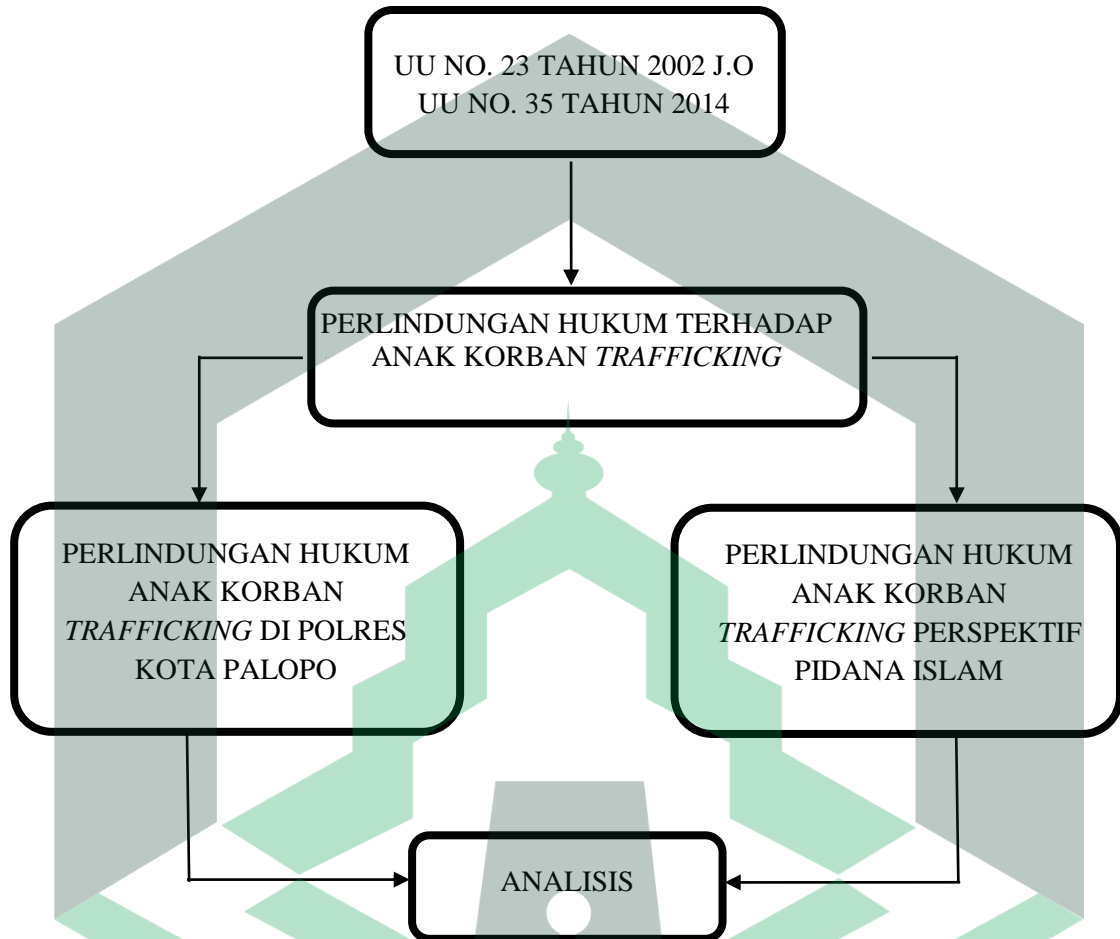 UU NO. 23 TAHUN 2002 J.O
UU NO. 35 TAHUN 2014
PERLINDUNGAN HUKUM TERHADAP
ANAK KORBAN TRAFFICKING
PERLINDUNGAN HUKUM
ANAK KORBAN
TRAFFICKING DI POLRES
KOTA PALOPO
PERLINDUNGAN HUKUM
ANAK KORBAN
TRAFFICKING PERSPEKTIF
PIDANA ISLAM
ANALISIS